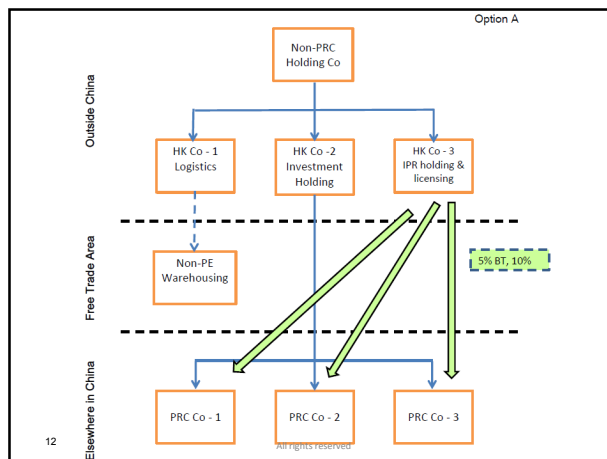 Option A
Outside China
Non-PRC
Holding Co
HK Co - 1
Logistics
HK Co -2
Investment
Holding
HK Co - 3
IPR holding &
licensing
Free Trade Area
Non-PE
Warehousing
5% BT, 10%
Elsewhere in China
PRC Co - 1
PRC Co - 2
PRC Co - 3
12
All rights reserved